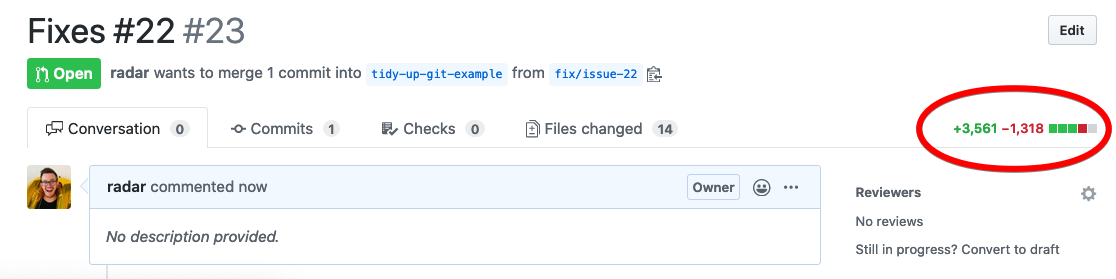 Fixes #22 #23
Edit
Open radar wants to merge 1 commit into tidy-up-git-example from fix/issue-22
Conversation 0 Commits 1 Checks 0 Files changed 14 +3,561 −1,318
radar commented now Owner
Reviewers
No description provided.
No reviews
Still in progress? Convert to draft